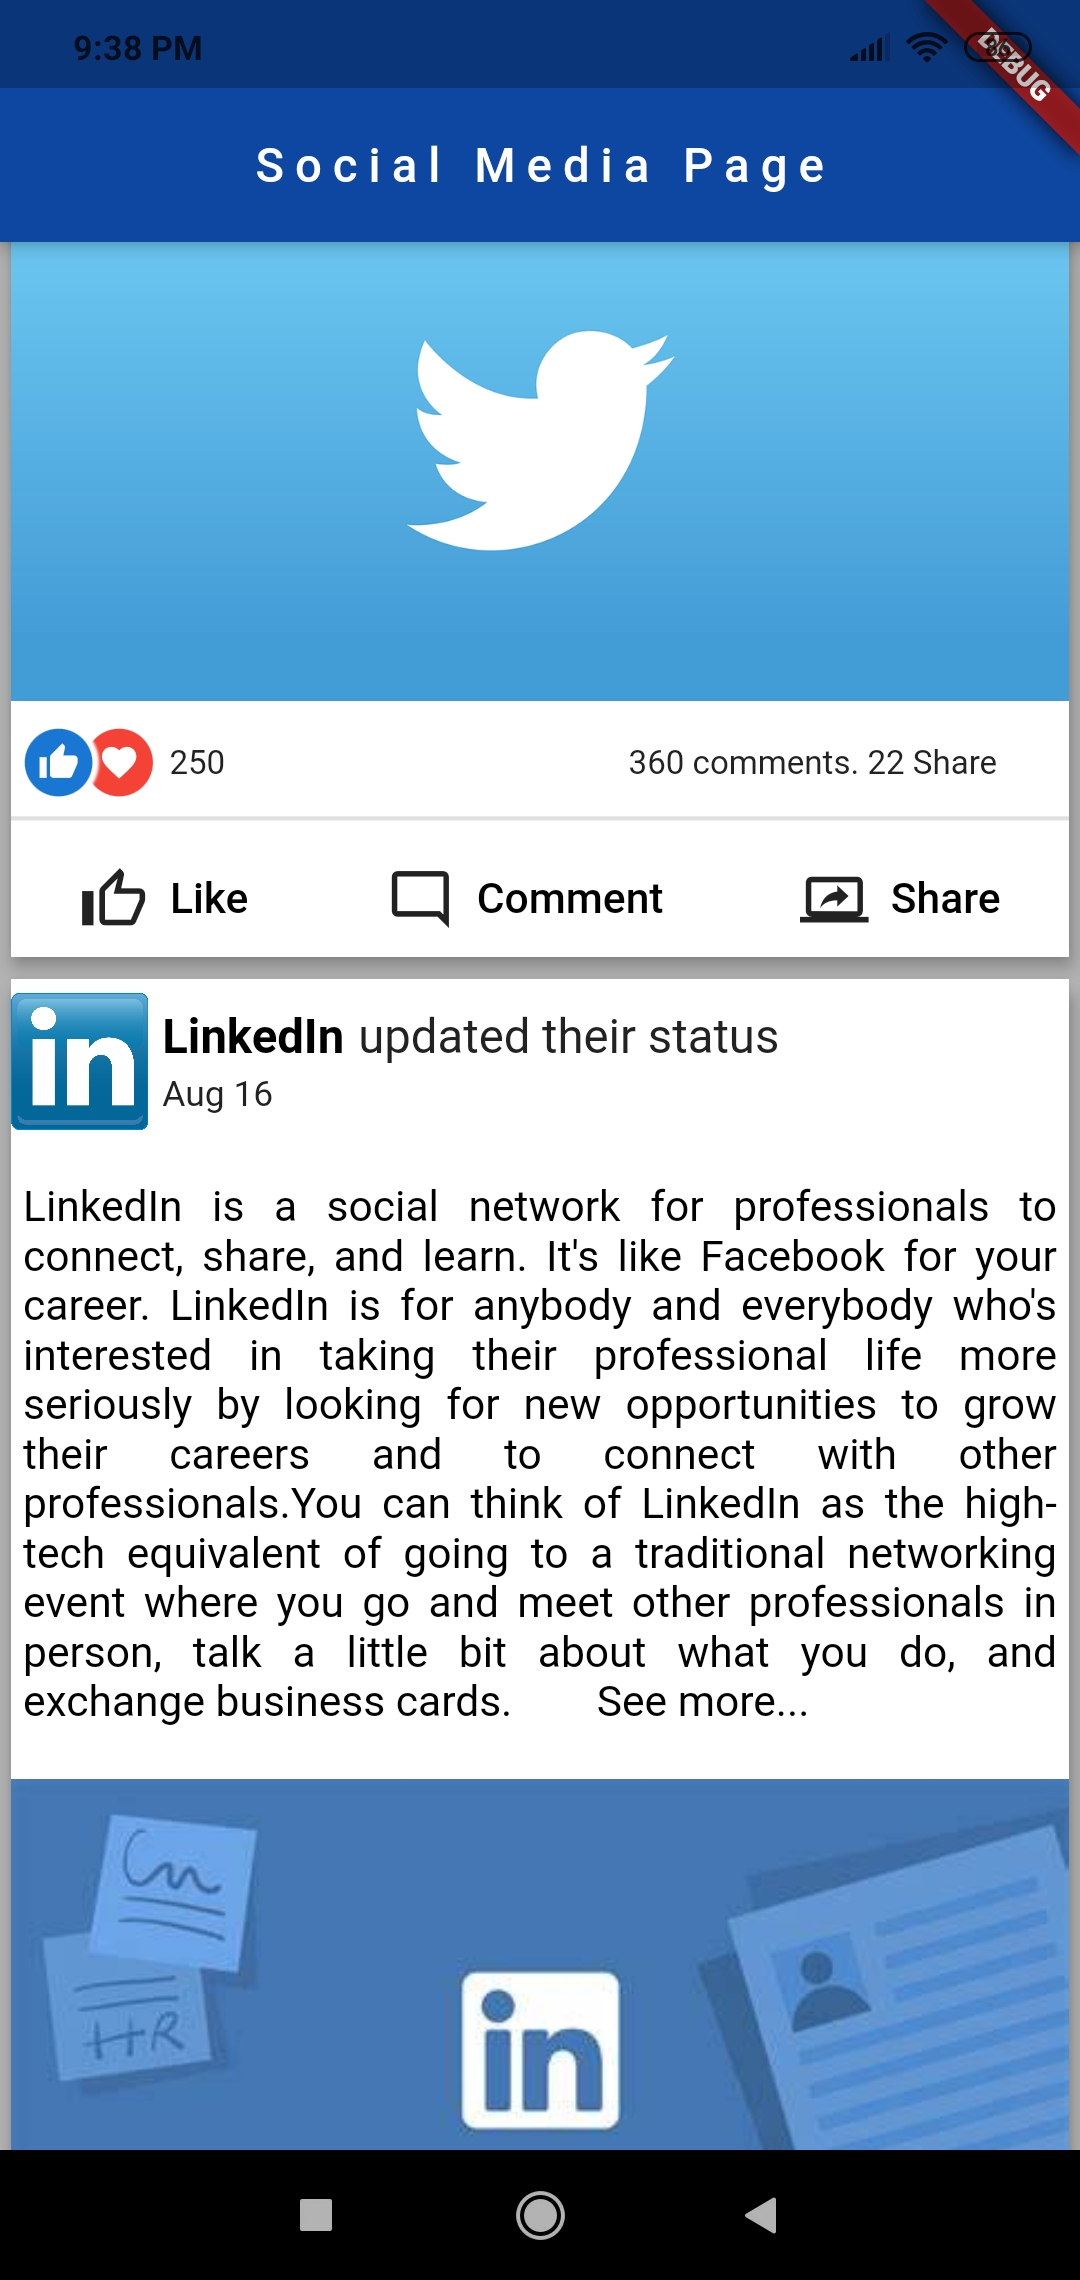 9:38 PM
DEBUG
Social Media Page
250
360 comments. 22 Share
Like
Comment
Share
in
LinkedIn updated their status
Aug 16
LinkedIn is a social network for professionals to
connect, share, and learn. It's like Facebook for your
career. LinkedIn is for anybody and everybody who's
interested in taking their professional life more
seriously by looking for new opportunities to grow
their careers and to connect with other
professionals.You can think of LinkedIn as the high-
tech equivalent of going to a traditional networking
event where you go and meet other professionals in
person, talk a little bit about what you do, and
exchange business cards. See more...
HR
in